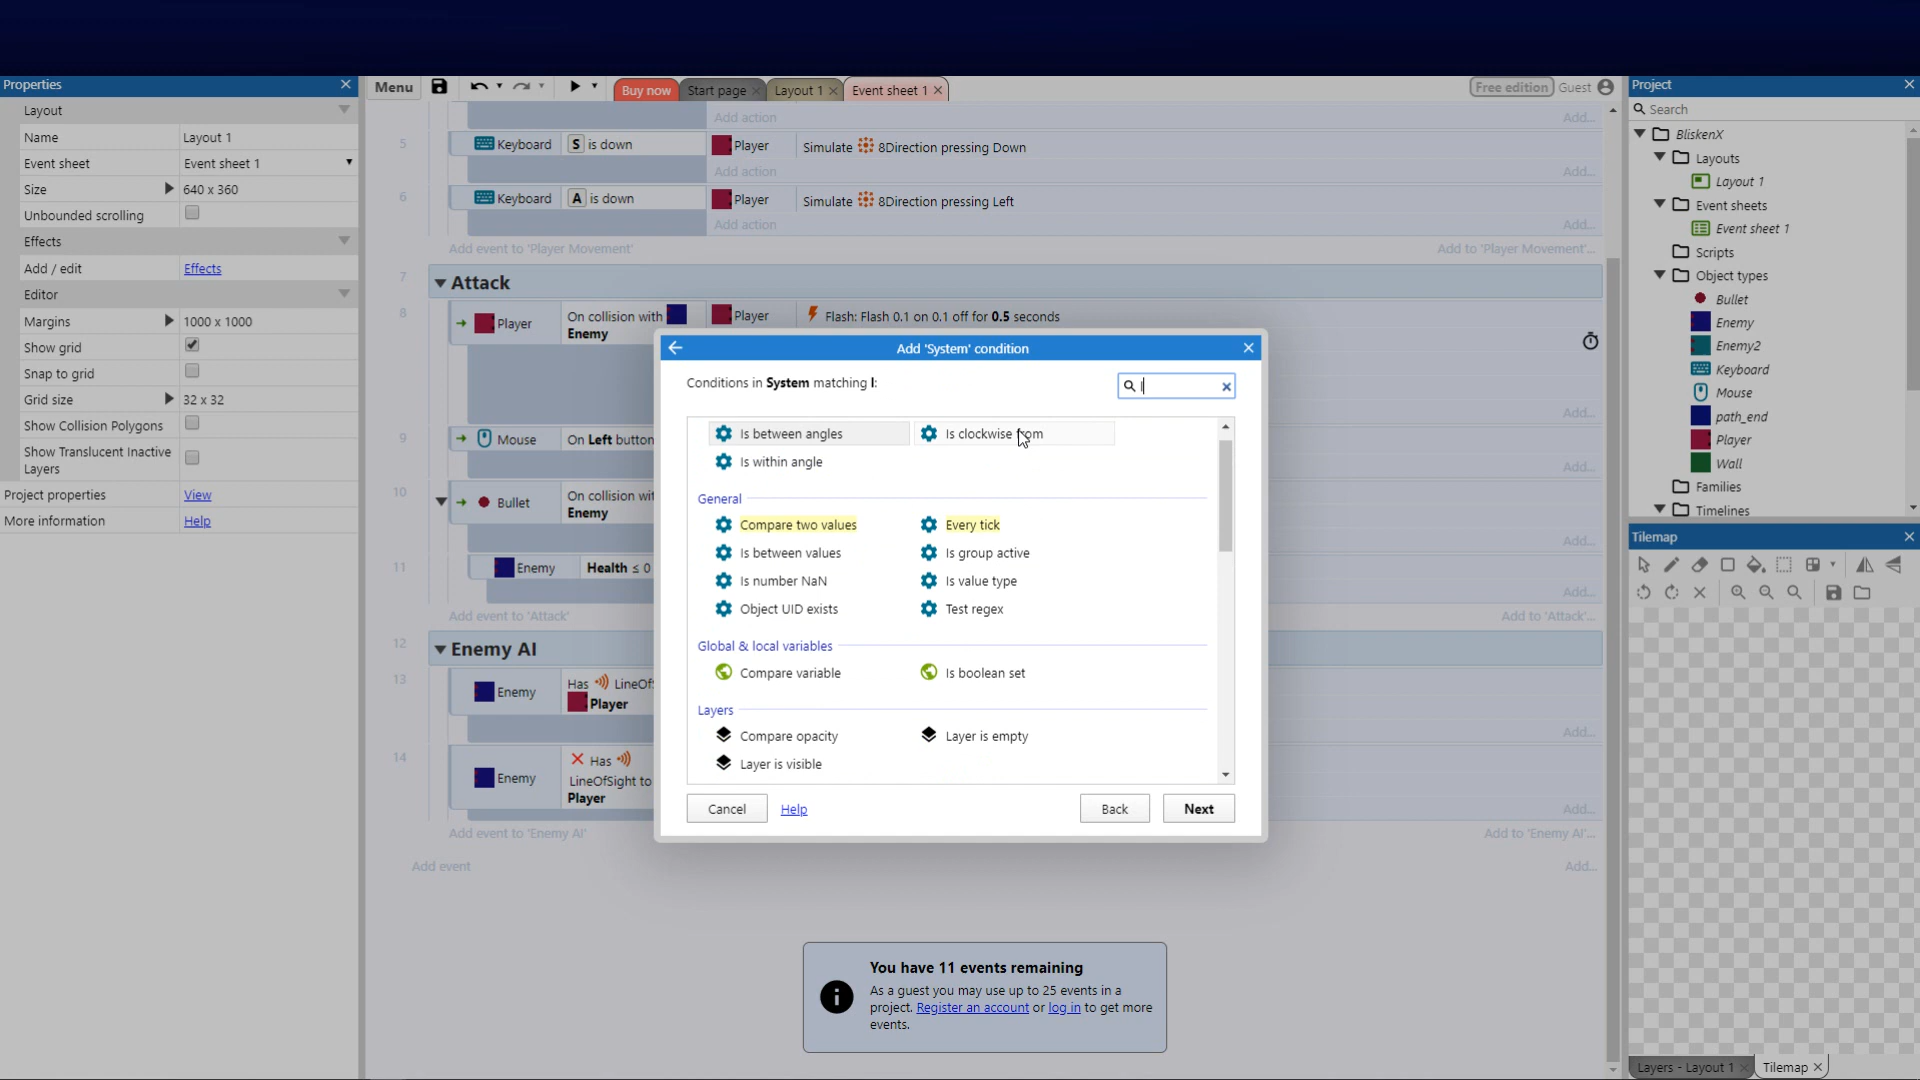 Properties
Menu
Buy now
Start page
Layout 1
Event sheet 1
Free edition
Guest
Project
Layout
Name
Layout 1
Event sheet
Event sheet 1
Size
640 x 360
Unbounded scrolling
Effects
Add / edit
Effects
Editor
Margins
1000 x 1000
Show grid
Snap to grid
Grid size
32 x 32
Show Collision Polygons
Show Translucent Inactive
Layers
Project properties
View
More information
Help
Add action
Add...
5
Keyboard
S is down
Player
Simulate 8Direction pressing Down
Add action
Add...
6
Keyboard
A is down
Player
Simulate 8Direction pressing Left
Add action
Add...
Add event to 'Player Movement'
Add to 'Player Movement'...
7
Attack
8
Player
On collision with
Enemy
Player
Flash: Flash 0.1 on 0.1 off for 0.5 seconds
Add...
9
Mouse
On Left button
Add...
10
Bullet
On collision wit
Enemy
Add...
11
Enemy
Health ≤ 0
Add...
Add event to 'Attack'
Add to 'Attack'...
12
Enemy AI
13
Enemy
Has LineOfS
Player
Add...
14
Enemy
Has
LineOfSight to
Player
Add...
Add event to 'Enemy AI'
Add to 'Enemy AI'...
Add event
Add...
Add 'System' condition
Conditions in System matching I:
I
Is between angles
Is clockwise from
Is within angle
General
Compare two values
Every tick
Is between values
Is group active
Is number NaN
Is value type
Object UID exists
Test regex
Global & local variables
Compare variable
Is boolean set
Layers
Compare opacity
Layer is empty
Layer is visible
Cancel
Help
Back
Next
You have 11 events remaining
As a guest you may use up to 25 events in a
project. Register an account or log in to get more
events.
Search
BliskenX
Layouts
Layout 1
Event sheets
Event sheet 1
Scripts
Object types
Bullet
Enemy
Enemy2
Keyboard
Mouse
path_end
Player
Wall
Families
Timelines
Tilemap
Layers - Layout 1
Tilemap